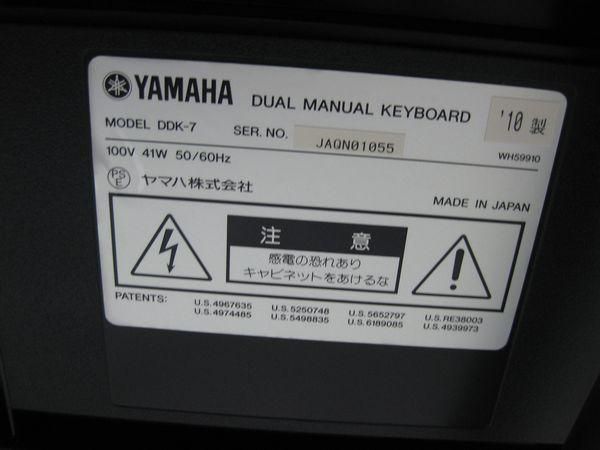 YAMAHA DUAL MANUAL KEYBOARD '10 製
MODEL DDK-7 SER. NO. JAQN01055
WH59910
100V 41W 50/60Hz
PSE ヤマハ株式会社
MADE IN JAPAN
注 意
感電の恐れあり
キャビネットをあけるな
PATENTS: U.S.4967635 U.S.5250748 U.S.5652797 U.S.RE38003
U.S.4974485 U.S.5498835 U.S.6189085 U.S.4939973